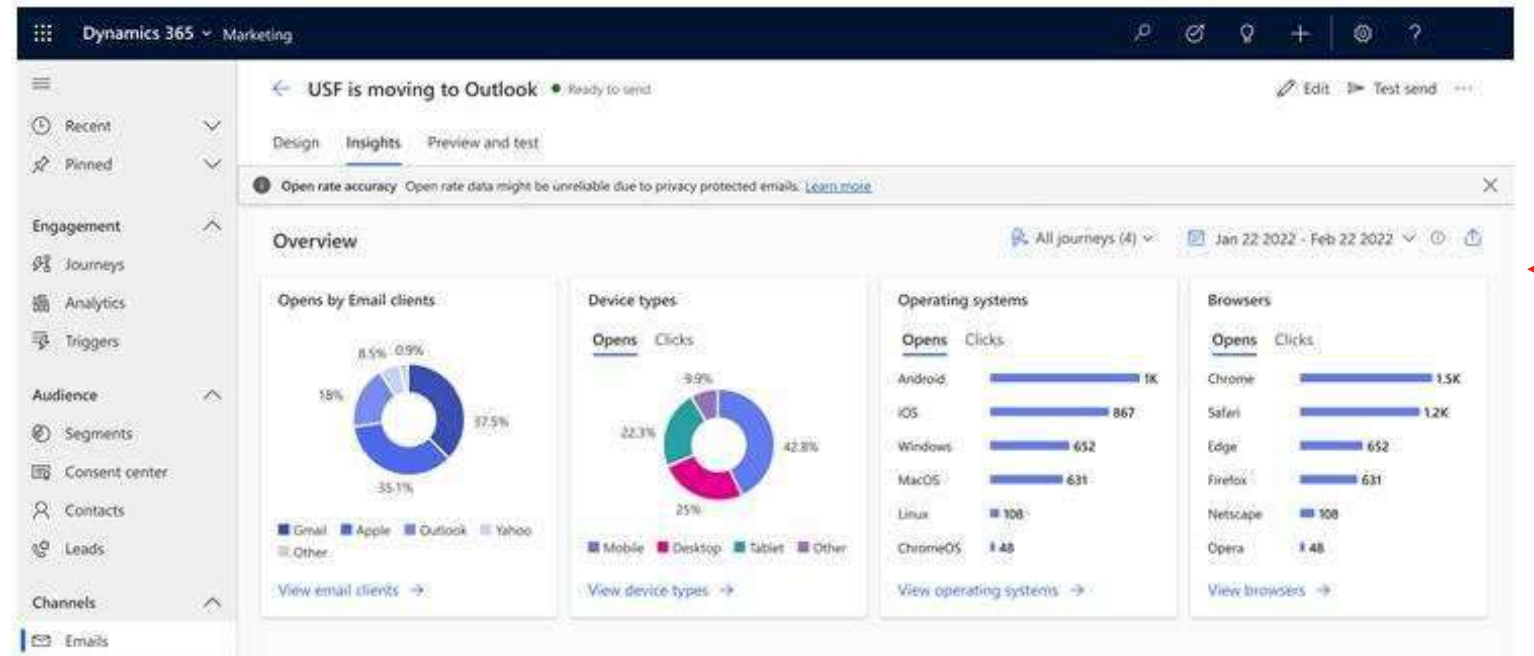 Dynamics 365 Marketing
USF is moving to Outlook Ready to send
Edit Test send
Recent
Pinned
Design Insights Preview and test
Open rate accuracy Open rate data might be unreliable due to privacy protected emails. Learn more
Engagement
Journeys
Analytics
Triggers
Audience
Segments
Consent center
Contacts
Leads
Channels
Emails
Overview
All journeys (4)
Jan 22 2022 - Feb 22 2022
Opens by Email clients
8.5% 0.9%
18%
37.5%
35.1%
Gmail Apple Outlook Yahoo
Other
View email clients
Device types
Opens Clicks
9.9%
22.3%
42.8%
25%
Mobile Desktop Tablet Other
View device types
Operating systems
Opens Clicks
Android 1K
iOS 867
Windows 652
MacOS 631
Linux 108
ChromeOS 48
View operating systems
Browsers
Opens Clicks
Chrome 1.5K
Safari 1.2K
Edge 652
Firefox 631
Netscape 108
Opera 48
View browsers